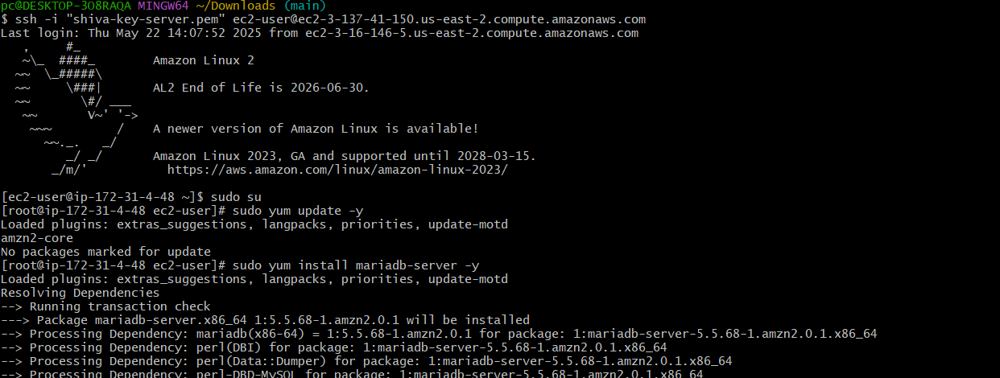 pc@DESKTOP-3O8RAQA MINGW64 ~/Downloads (main)
$ ssh -i "shiva-key-server.pem" ec2-user@ec2-3-137-41-150.us-east-2.compute.amazonaws.com
Last login: Thu May 22 14:07:52 2025 from ec2-3-16-146-5.us-east-2.compute.amazonaws.com
   ,     #_
   ~\_  ####_        Amazon Linux 2
  ~~  \_#####\
  ~~     \###|       AL2 End of Life is 2026-06-30.
  ~~       \#/ ___
   ~~       V~' '->
    ~~~         /    A newer version of Amazon Linux is available!
      ~~._.   _/
         _/ _/       Amazon Linux 2023, GA and supported until 2028-03-15.
       _/m/'           https://aws.amazon.com/linux/amazon-linux-2023/
[ec2-user@ip-172-31-4-48 ~]$ sudo su
[root@ip-172-31-4-48 ec2-user]# sudo yum update -y
Loaded plugins: extras_suggestions, langpacks, priorities, update-motd
amzn2-core
No packages marked for update
[root@ip-172-31-4-48 ec2-user]# sudo yum install mariadb-server -y
Loaded plugins: extras_suggestions, langpacks, priorities, update-motd
Resolving Dependencies
--> Running transaction check
---> Package mariadb-server.x86_64 1:5.5.68-1.amzn2.0.1 will be installed
--> Processing Dependency: mariadb(x86-64) = 1:5.5.68-1.amzn2.0.1 for package: 1:mariadb-server-5.5.68-1.amzn2.0.1.x86_64
--> Processing Dependency: perl(DBI) for package: 1:mariadb-server-5.5.68-1.amzn2.0.1.x86_64
--> Processing Dependency: perl(Data::Dumper) for package: 1:mariadb-server-5.5.68-1.amzn2.0.1.x86_64
--> Processing Dependency: perl-DBD-MySQL for package: 1:mariadb-server-5.5.68-1.amzn2.0.1.x86_64